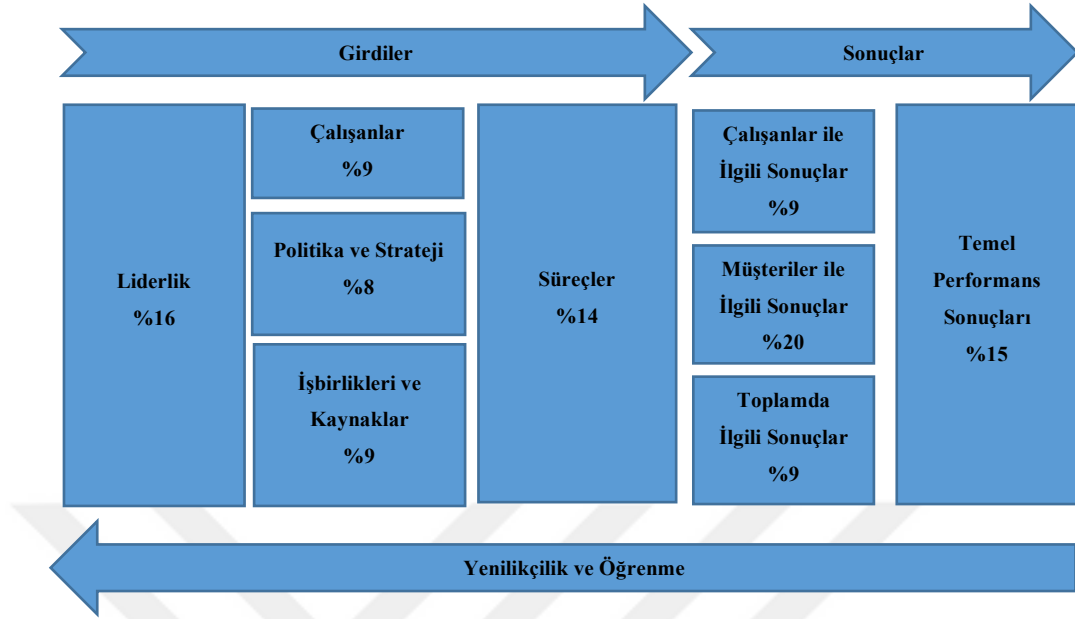 Girdiler
Sonuçlar
Liderlik
%16
Çalışanlar
%9
Politika ve Strateji
%8
İşbirlikleri ve
Kaynaklar
%9
Süreçler
%14
Çalışanlar ile
İlgili Sonuçlar
%9
Müşteriler ile
İlgili Sonuçlar
%20
Toplamda
İlgili Sonuçlar
%9
Temel
Performans
Sonuçları
%15
Yenilikçilik ve Öğrenme